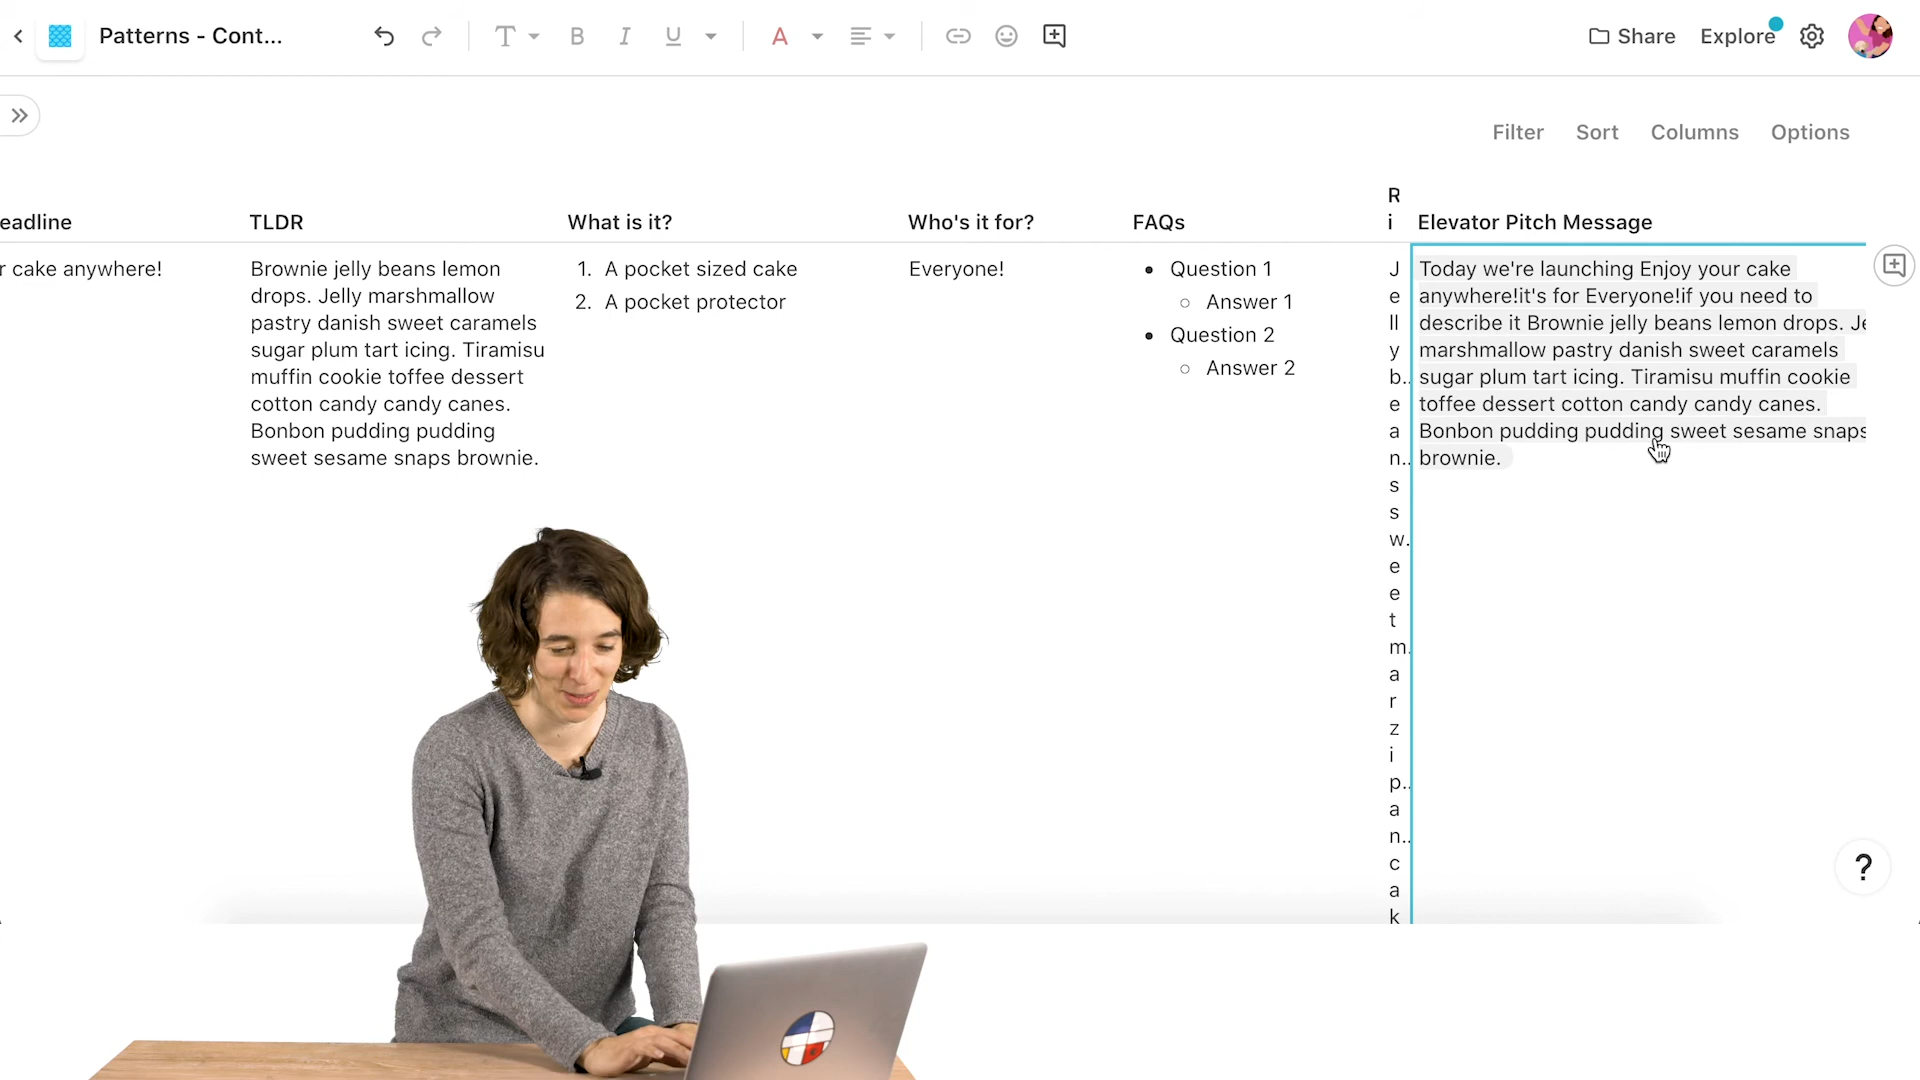 Patterns - Cont...
T
B
I
U
A
Share
Explore
Filter
Sort
Columns
Options
eadline
TLDR
What is it?
Who's it for?
FAQs
R
i
Elevator Pitch Message
r cake anywhere!
Brownie jelly beans lemon
drops. Jelly marshmallow
pastry danish sweet caramels
sugar plum tart icing. Tiramisu
muffin cookie toffee dessert
cotton candy candy canes.
Bonbon pudding pudding
sweet sesame snaps brownie.
1. A pocket sized cake
2. A pocket protector
Everyone!
• Question 1
○ Answer 1
• Question 2
○ Answer 2
J
e
ll
y
b..
e
a
n..
s
s
w.
e
e
t
m.
a
r
z
i
p..
a
n..
c
a
k
Today we're launching Enjoy your cake
anywhere!it's for Everyone!if you need to
describe it Brownie jelly beans lemon drops. Je
marshmallow pastry danish sweet caramels
sugar plum tart icing. Tiramisu muffin cookie
toffee dessert cotton candy candy canes.
Bonbon pudding pudding sweet sesame snaps
brownie.
?